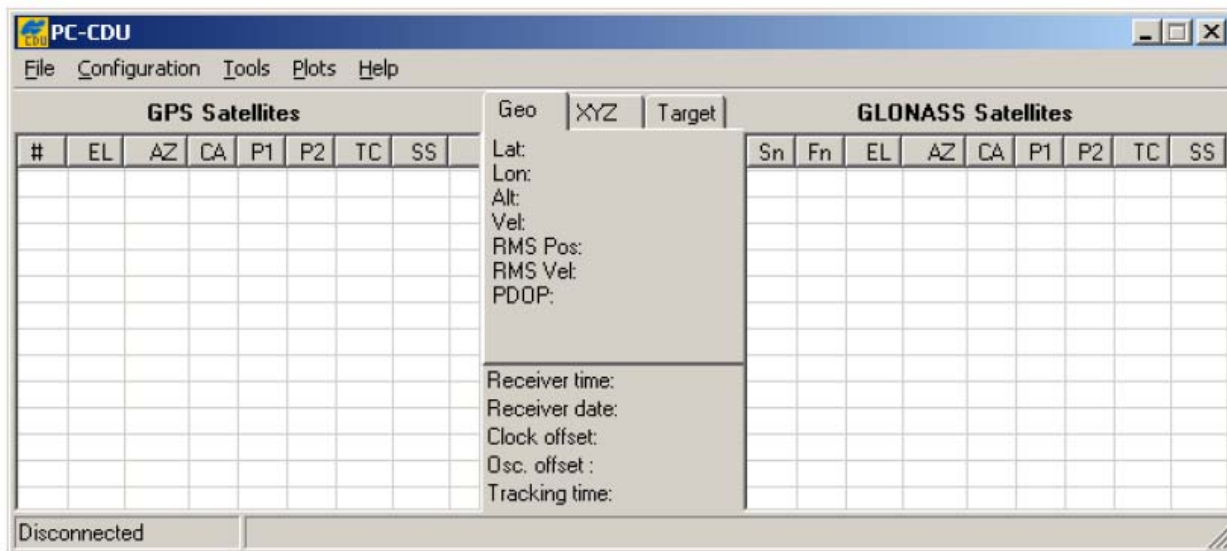 PC-CDU
File Configuration Tools Plots Help
GPS Satellites
# EL AZ CA P1 P2 TC SS
Geo XYZ Target
Lat:
Lon:
Alt:
Vel:
RMS Pos:
RMS Vel:
PDOP:
Receiver time:
Receiver date:
Clock offset:
Osc. offset :
Tracking time:
GLONASS Satellites
Sn Fn EL AZ CA P1 P2 TC SS
Disconnected